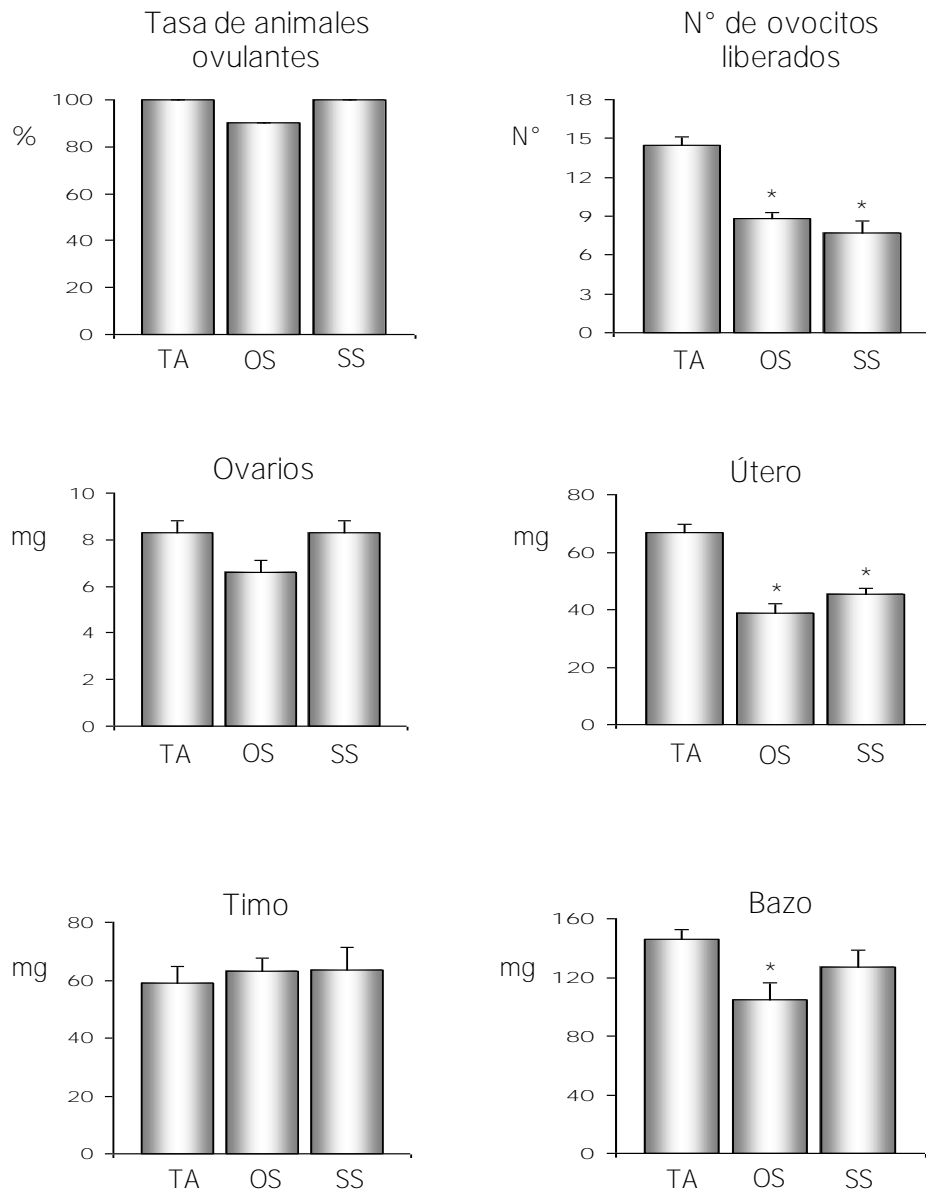 Tasa de animales
ovulantes
%
100
80
60
40
20
0
TA OS SS
N° de ovocitos
liberados
N°
18
15
12
9
6
3
0
* *
TA OS SS
Ovarios
mg
10
8
6
4
2
0
TA OS SS
Útero
mg
80
60
40
20
0
* *
TA OS SS
Timo
mg
80
60
40
20
0
TA OS SS
Bazo
mg
160
120
80
40
0
*
TA OS SS